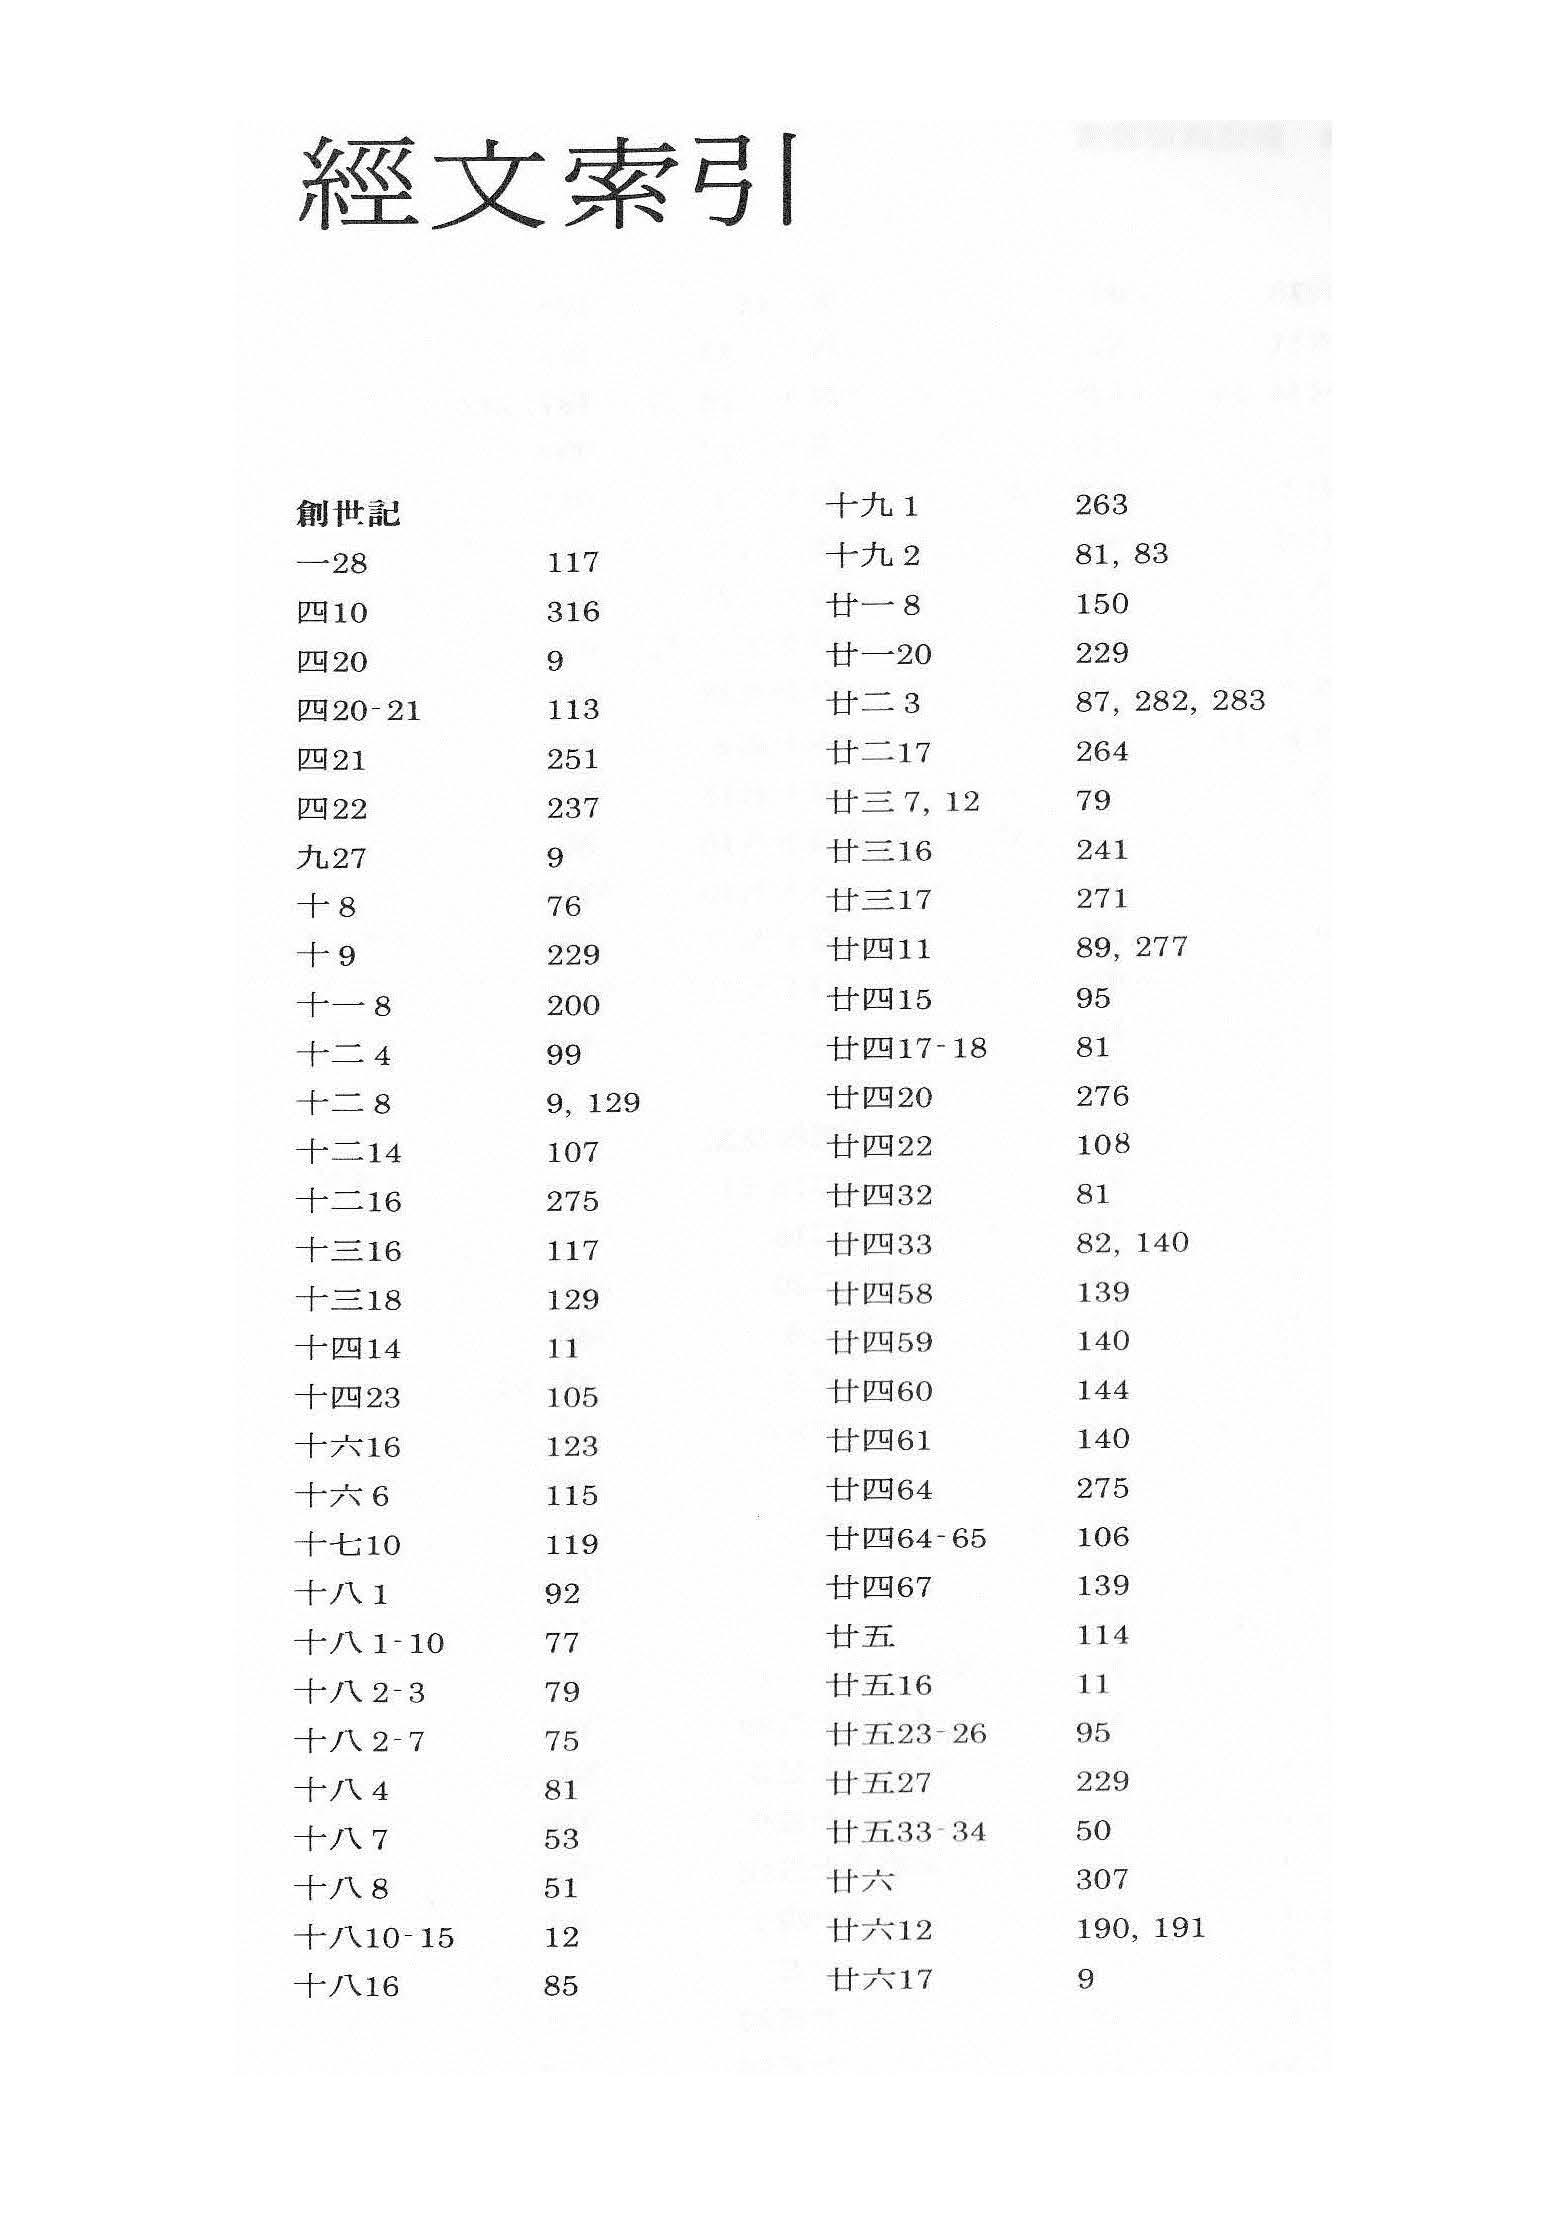 經文索引
創世記
一28 117
四10 316
四20 9
四20-21 113
四21 251
四22 237
九27 9
十8 76
十9 229
十一8 200
十二4 99
十二8 9, 129
十二14 107
十二16 275
十三16 117
十三18 129
十四14 11
十四23 105
十六16 123
十六6 115
十七10 119
十八1 92
十八1-10 77
十八2-3 79
十八2-7 75
十八4 81
十八7 53
十八8 51
十八10-15 12
十八16 85
十九1 263
十九2 81, 83
廿一8 150
廿一20 229
廿二3 87, 282, 283
廿二17 264
廿三7, 12 79
廿三16 241
廿三17 271
廿四11 89, 277
廿四15 95
廿四17-18 81
廿四20 276
廿四22 108
廿四32 81
廿四33 82, 140
廿四58 139
廿四59 140
廿四60 144
廿四61 140
廿四64 275
廿四64-65 106
廿四67 139
廿五 114
廿五16 11
廿五23-26 95
廿五27 229
廿五33-34 50
廿六 307
廿六12 190, 191
廿六17 9